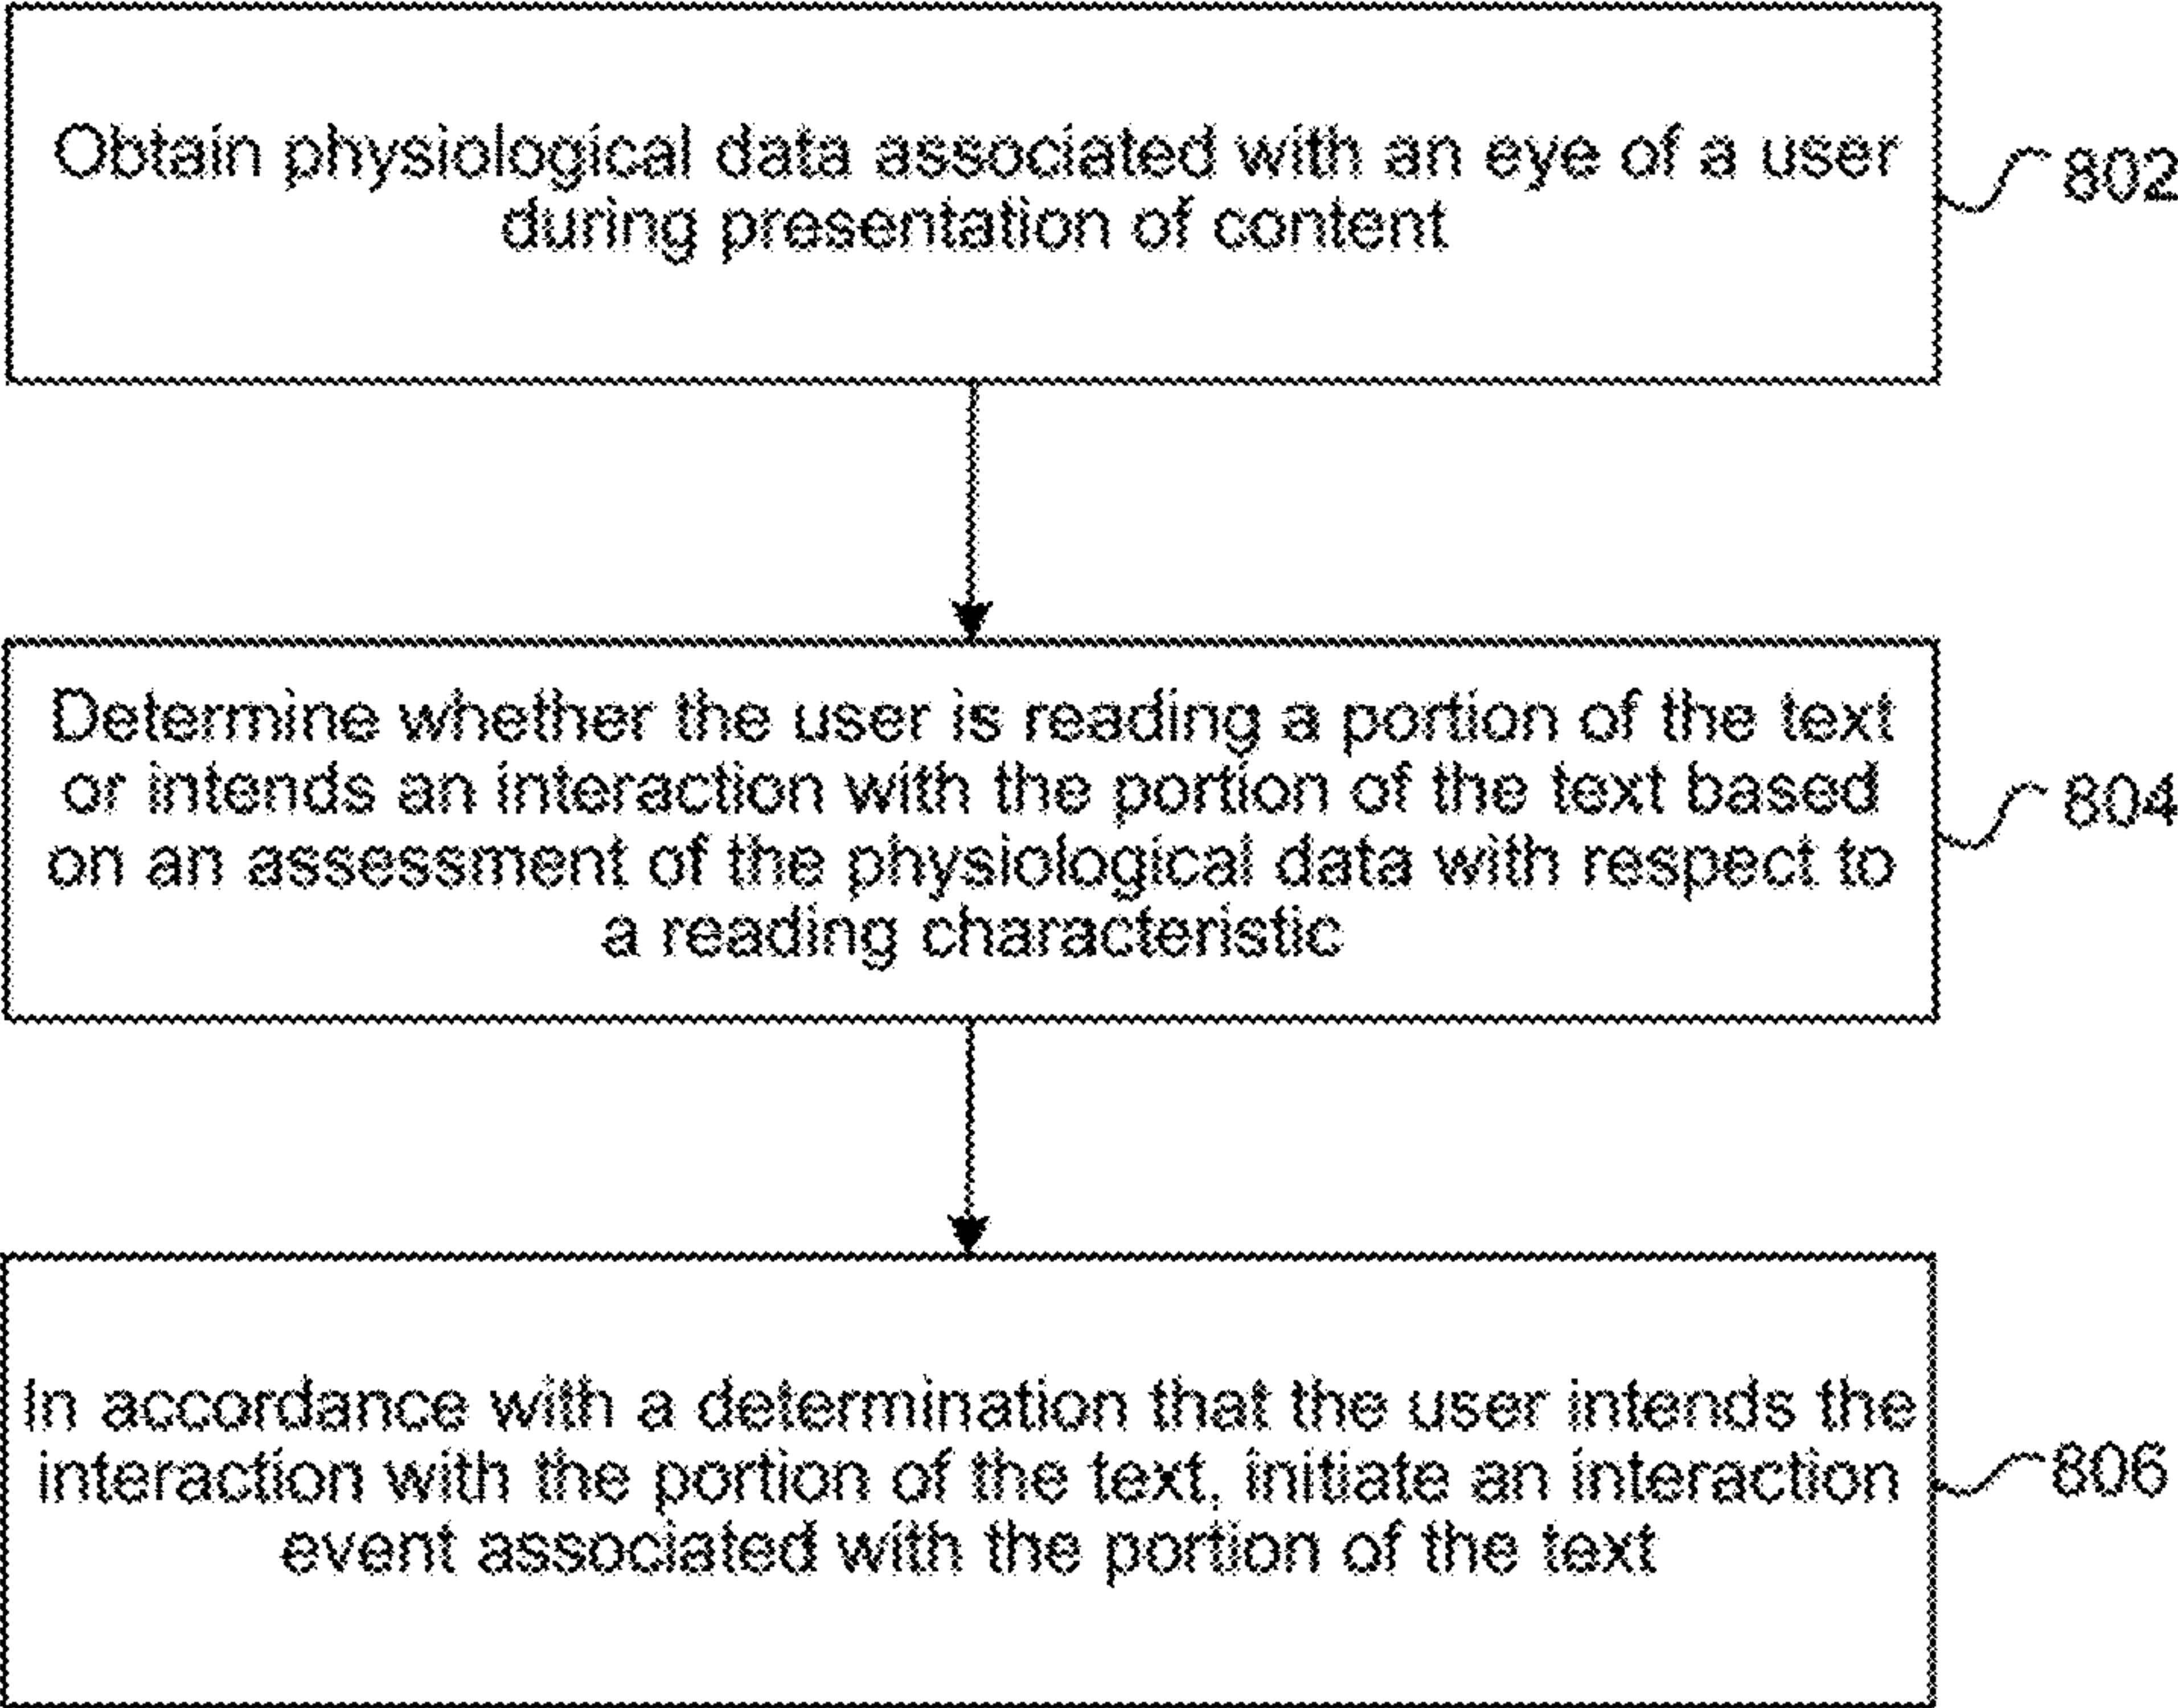 Obtain physiological data associated with an eye of a user
during presentation of content
802
Determine whether the user is reading a portion of the text
or intends an interaction with the portion of the text based
on an assessment of the physiological data with respect to
a reading characteristic
804
In accordance with a determination that the user intends the
interaction with the portion of the text, initiate an interaction
event associated with the portion of the text
806